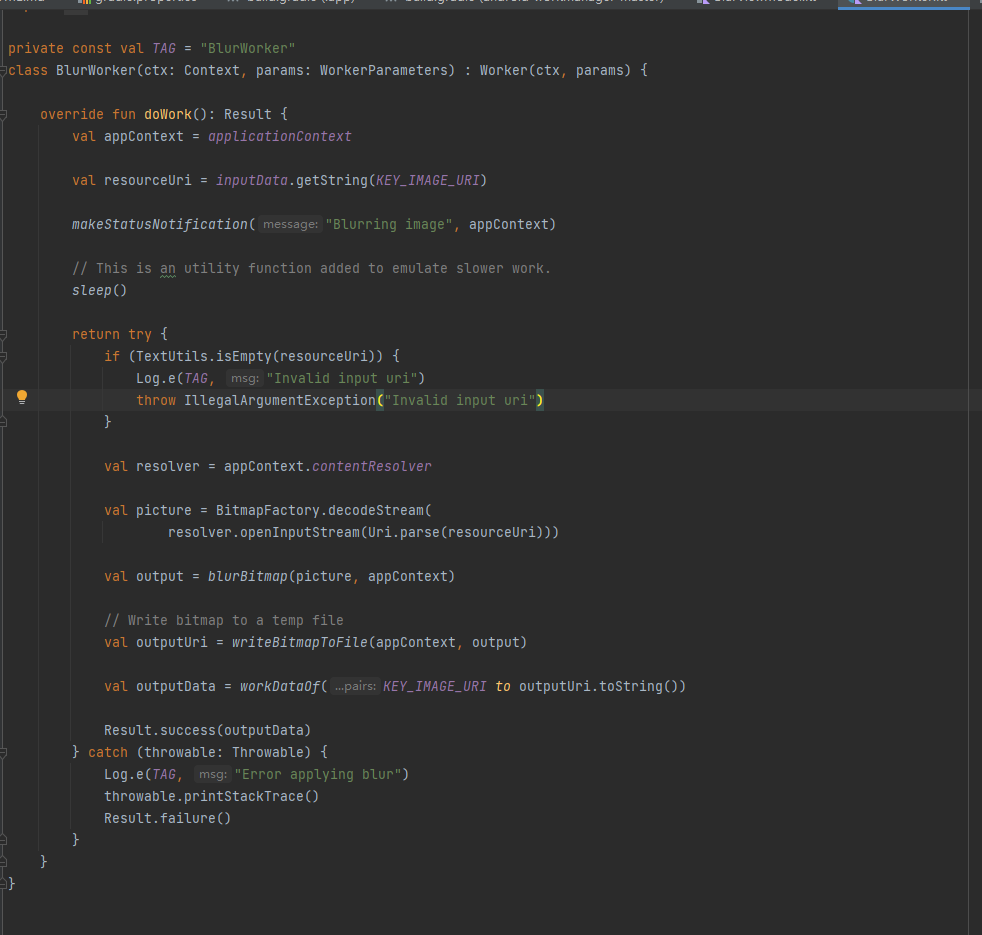 private const val TAG = "BlurWorker"
class BlurWorker(ctx: Context, params: WorkerParameters) : Worker(ctx, params) {
override fun doWork(): Result {
val appContext = applicationContext
val resourceUri = inputData.getString(KEY_IMAGE_URI)
makeStatusNotification( message: "Blurring image", appContext)
// This is an utility function added to emulate slower work.
sleep()
return try {
if (TextUtils.isEmpty(resourceUri)) {
Log.e(TAG, msg: "Invalid input uri")
throw IllegalArgumentException("Invalid input uri")
}
val resolver = appContext.contentResolver
val picture = BitmapFactory.decodeStream(
resolver.openInputStream(Uri.parse(resourceUri)))
val output = blurBitmap(picture, appContext)
// Write bitmap to a temp file
val outputUri = writeBitmapToFile(appContext, output)
val outputData = workDataOf( ...pairs: KEY_IMAGE_URI to outputUri.toString())
Result.success(outputData)
} catch (throwable: Throwable) {
Log.e(TAG, msg: "Error applying blur")
throwable.printStackTrace()
Result.failure()
}
}
}